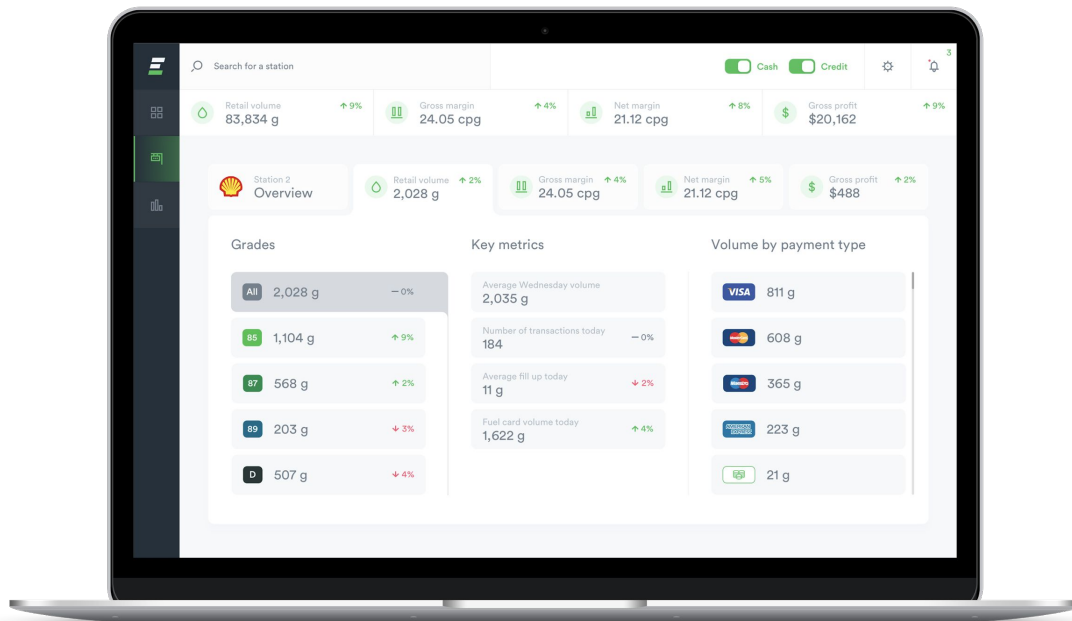 3
Search for a station
Cash
Credit
Retail volume
83,834 g
↑ 9%
Gross margin
24.05 cpg
↑ 4%
Net margin
21.12 cpg
↑ 8%
Gross profit
$20,162
↑ 9%
Station 2
Overview
Retail volume
2,028 g
↑ 2%
Gross margin
24.05 cpg
↑ 4%
Net margin
21.12 cpg
↑ 5%
Gross profit
$488
↑ 2%
Grades
All 2,028 g – 0%
85 1,104 g ↑ 9%
87 568 g ↑ 2%
89 203 g ↓ 3%
D 507 g ↓ 4%
Key metrics
Average Wednesday volume
2,035 g
Number of transactions today
184 – 0%
Average fill up today
11 g ↓ 2%
Fuel card volume today
1,622 g ↑ 4%
Volume by payment type
VISA 811 g
608 g
365 g
AMERICAN EXPRESS 223 g
21 g